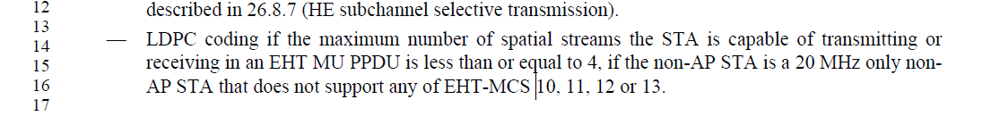 12 described in 26.8.7 (HE subchannel selective transmission).
13
14 — LDPC coding if the maximum number of spatial streams the STA is capable of transmitting or
15 receiving in an EHT MU PPDU is less than or equal to 4, if the non-AP STA is a 20 MHz only non-
16 AP STA that does not support any of EHT-MCS 10, 11, 12 or 13.
17